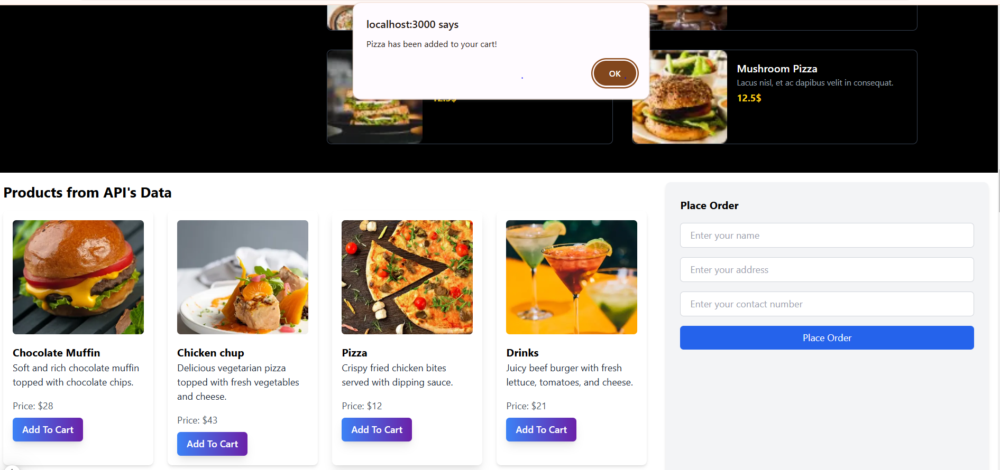 localhost:3000 says
Pizza has been added to your cart!
OK
12.5$
Mushroom Pizza
Lacus nisl, et ac dapibus velit in consequat.
12.5$
Products from API's Data
Chocolate Muffin
Soft and rich chocolate muffin
topped with chocolate chips.
Price: $28
Add To Cart
Chicken chup
Delicious vegetarian pizza
topped with fresh vegetables
and cheese.
Price: $43
Add To Cart
Pizza
Crispy fried chicken bites
served with dipping sauce.
Price: $12
Add To Cart
Drinks
Juicy beef burger with fresh
lettuce, tomatoes, and cheese.
Price: $21
Add To Cart
Place Order
Enter your name
Enter your address
Enter your contact number
Place Order